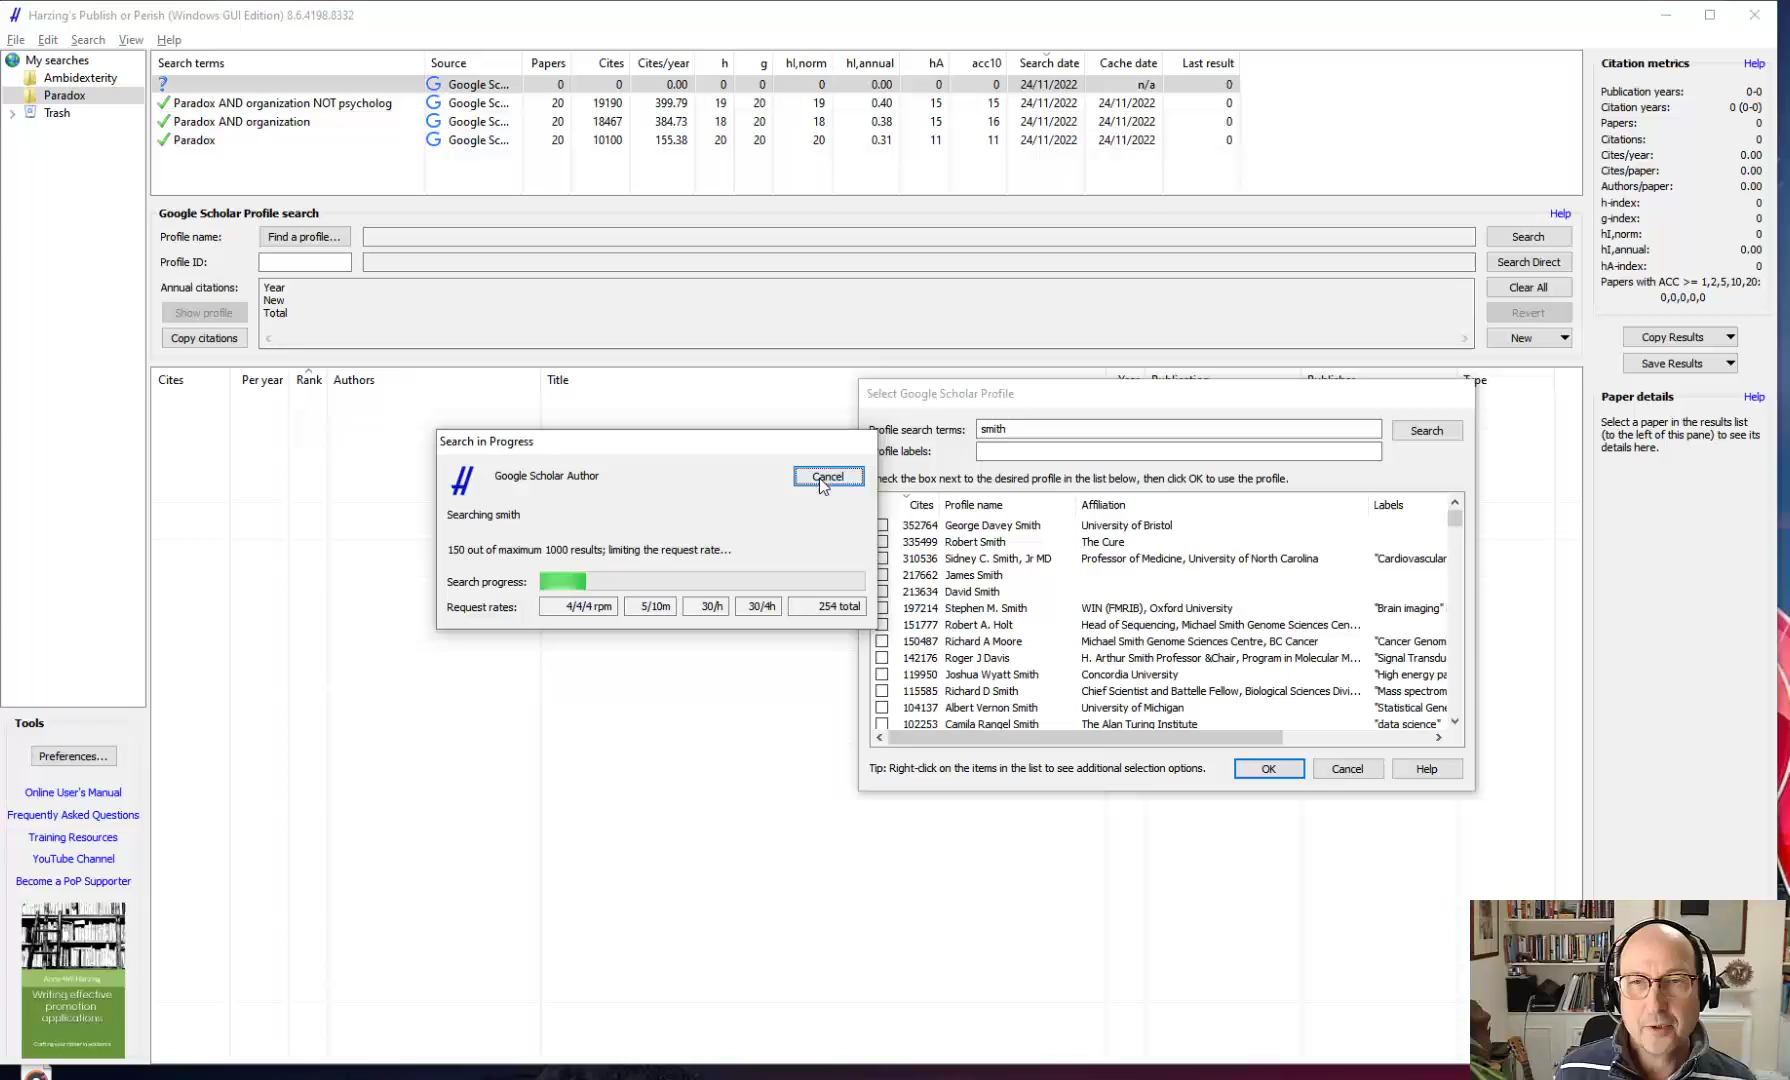 Harzing's Publish or Perish (Windows GUI Edition) 8.6.4198.8332
File Edit Search View Help
My searches
Ambidexterity
Paradox
Trash
Search terms Source Papers Cites Cites/year h g hI,norm hI,annual hA acc10 Search date Cache date Last result
? Google Sc... 0 0 0.00 0 0 0 0.00 0 0 24/11/2022 n/a 0
Paradox AND organization NOT psycholog Google Sc... 20 19190 399.79 19 20 19 0.40 15 15 24/11/2022 24/11/2022 0
Paradox AND organization Google Sc... 20 18467 384.73 18 20 18 0.38 15 16 24/11/2022 24/11/2022 0
Paradox Google Sc... 20 10100 155.38 20 20 20 0.31 11 11 24/11/2022 24/11/2022 0
Google Scholar Profile search Help
Profile name: Find a profile... Search
Profile ID: Search Direct
Annual citations: Year Clear All
New
Show profile Total Revert
Copy citations New
Cites Per year Rank Authors Title Year Publication Publisher Type
Select Google Scholar Profile
Profile search terms: smith Search
ofile labels:
heck the box next to the desired profile in the list below, then click OK to use the profile.
Cites Profile name Affiliation Labels
352764 George Davey Smith University of Bristol
335499 Robert Smith The Cure
310536 Sidney C. Smith, Jr MD Professor of Medicine, University of North Carolina "Cardiovascular
217662 James Smith
213634 David Smith
197214 Stephen M. Smith WIN (FMRIB), Oxford University "Brain imaging"
151777 Robert A. Holt Head of Sequencing, Michael Smith Genome Sciences Cen...
150487 Richard A Moore Michael Smith Genome Sciences Centre, BC Cancer "Cancer Genom
142176 Roger J Davis H. Arthur Smith Professor &Chair, Program in Molecular M... "Signal Transdu
119950 Joshua Wyatt Smith Concordia University "High energy pa
115585 Richard D Smith Chief Scientist and Battelle Fellow, Biological Sciences Divi... "Mass spectrom
104137 Albert Vernon Smith University of Michigan "Statistical Gene
102253 Camila Rangel Smith The Alan Turing Institute "data science"
Tip: Right-click on the items in the list to see additional selection options. OK Cancel Help
Search in Progress
Google Scholar Author Cancel
Searching smith
150 out of maximum 1000 results; limiting the request rate...
Search progress:
Request rates: 4/4/4 rpm 5/10m 30/h 30/4h 254 total
Citation metrics Help
Publication years: 0-0
Citation years: 0 (0-0)
Papers: 0
Citations: 0
Cites/year: 0.00
Cites/paper: 0.00
Authors/paper: 0.00
h-index: 0
g-index: 0
hI,norm: 0
hI,annual: 0.00
hA-index: 0
Papers with ACC >= 1,2,5,10,20:
0,0,0,0,0
Copy Results
Save Results
Paper details Help
Select a paper in the results list
(to the left of this pane) to see its
details here.
Tools
Preferences...
Online User's Manual
Frequently Asked Questions
Training Resources
YouTube Channel
Become a PoP Supporter
Anne-Wil Harzing
Writing effective
promotion
applications